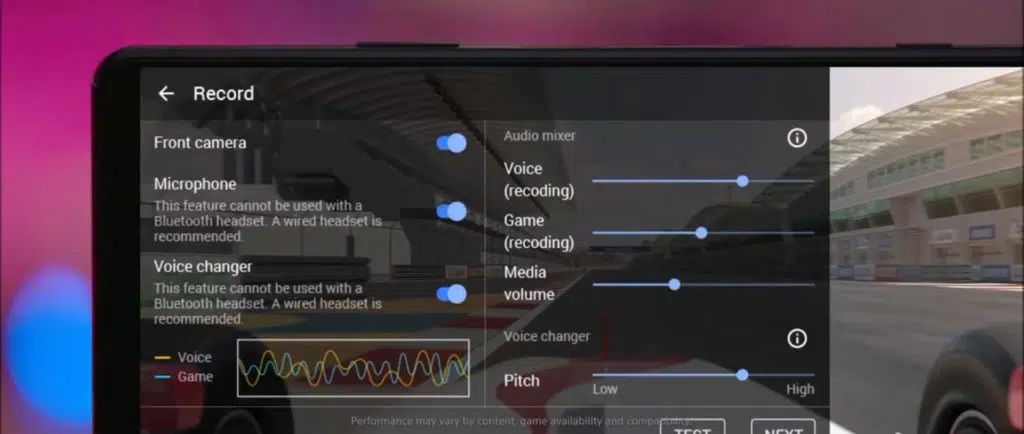 Record
Front camera
Microphone
This feature cannot be used with a
Bluetooth headset. A wired headset is
recommended.
Voice changer
This feature cannot be used with a
Bluetooth headset. A wired headset is
recommended.
Voice
Game
Audio mixer
Voice
(recoding)
Game
(recoding)
Media
volume
Voice changer
Pitch
Low
High
Performance may vary by content, game availability and compatibility.
TEST
NEXT